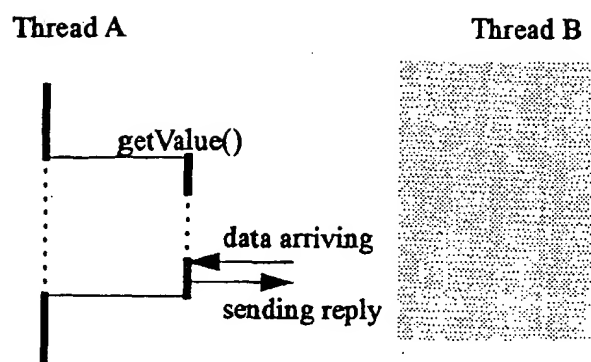 Thread A
Thread B
getValue()
data arriving
sending reply